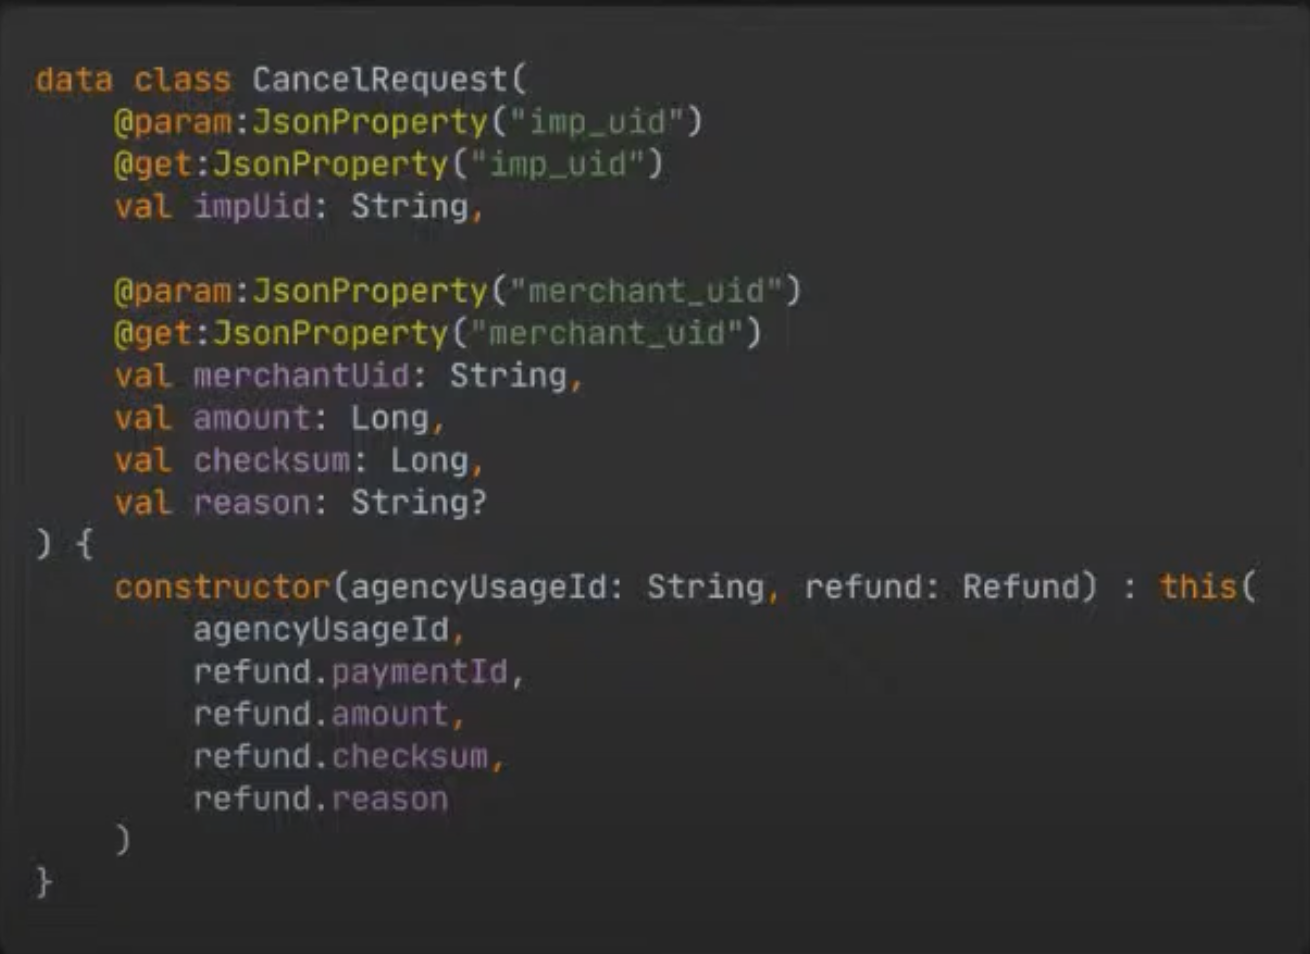 data class CancelRequest(
    @param:JsonProperty("imp_uid")
    @get:JsonProperty("imp_uid")
    val impUid: String,

    @param:JsonProperty("merchant_uid")
    @get:JsonProperty("merchant_uid")
    val merchantUid: String,
    val amount: Long,
    val checksum: Long,
    val reason: String?
) {
    constructor(agencyUsageId: String, refund: Refund) : this(
        agencyUsageId,
        refund.paymentId,
        refund.amount,
        refund.checksum,
        refund.reason
    )
}